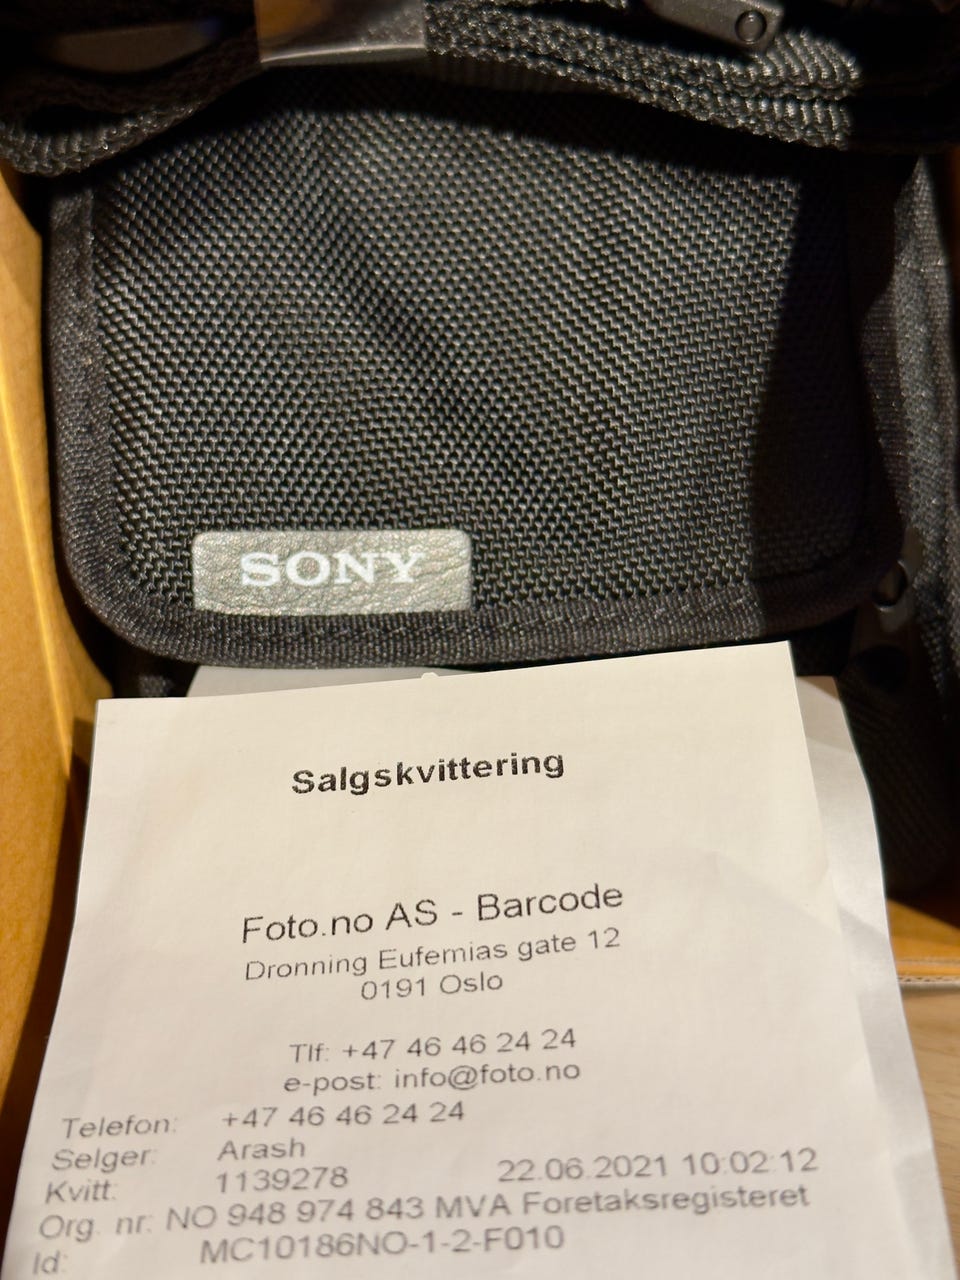 SONY
Salgskvittering
Foto.no AS - Barcode
Dronning Eufemias gate 12
0191 Oslo
Tlf: +47 46 46 24 24
e-post: info@foto.no
Telefon: +47 46 46 24 24
Selger: Arash
Kvitt: 1139278 22.06.2021 10:02:12
Org. nr: NO 948 974 843 MVA Foretaksregisteret
Id: MC10186NO-1-2-F010